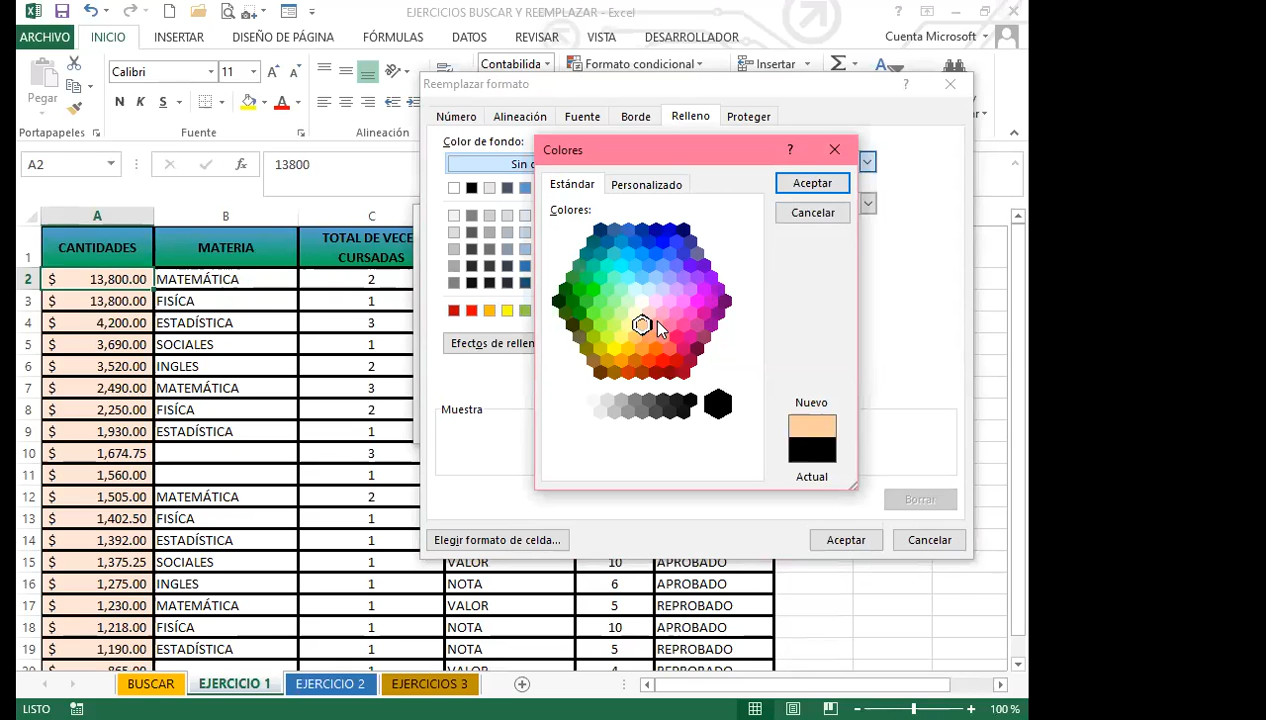 EJERCICIOS BUSCAR Y REEMPLAZAR - Excel
ARCHIVO INICIO INSERTAR DISEÑO DE PÁGINA FÓRMULAS DATOS REVISAR VISTA DESARROLLADOR Cuenta Microsoft
Calibri 11 Contabilida Formato condicional Insertar
Pegar N K S
Portapapeles Fuente Alineación
A2 13800
A B C
1 CANTIDADES MATERIA TOTAL DE VECE
CURSADAS
2 $ 13,800.00 MATEMÁTICA 2
3 $ 13,800.00 FISÍCA 1
4 $ 4,200.00 ESTADÍSTICA 3
5 $ 3,690.00 SOCIALES 1
6 $ 3,520.00 INGLES 2
7 $ 2,490.00 MATEMÁTICA 3
8 $ 2,250.00 FISÍCA 2
9 $ 1,930.00 ESTADÍSTICA 1
10 $ 1,674.75 3
11 $ 1,560.00 1
12 $ 1,505.00 MATEMÁTICA 2
13 $ 1,402.50 FISÍCA 1
14 $ 1,392.00 ESTADÍSTICA 1
15 $ 1,375.25 SOCIALES 1 VALOR 10 APROBADO
16 $ 1,275.00 INGLES 1 NOTA 6 APROBADO
17 $ 1,230.00 MATEMÁTICA 1 VALOR 5 REPROBADO
18 $ 1,218.00 FISÍCA 1 NOTA 10 APROBADO
19 $ 1,190.00 ESTADÍSTICA 1 NOTA 5 REPROBADO
Reemplazar formato
Número Alineación Fuente Borde Relleno Proteger
Color de fondo:
Sin c
Efectos de rellen
Muestra
Borrar
Elegir formato de celda...
Aceptar Cancelar
Colores
Estándar Personalizado
Colores:
Aceptar
Cancelar
Nuevo
Actual
BUSCAR EJERCICIO 1 EJERCICIO 2 EJERCICIOS 3
LISTO 100 %